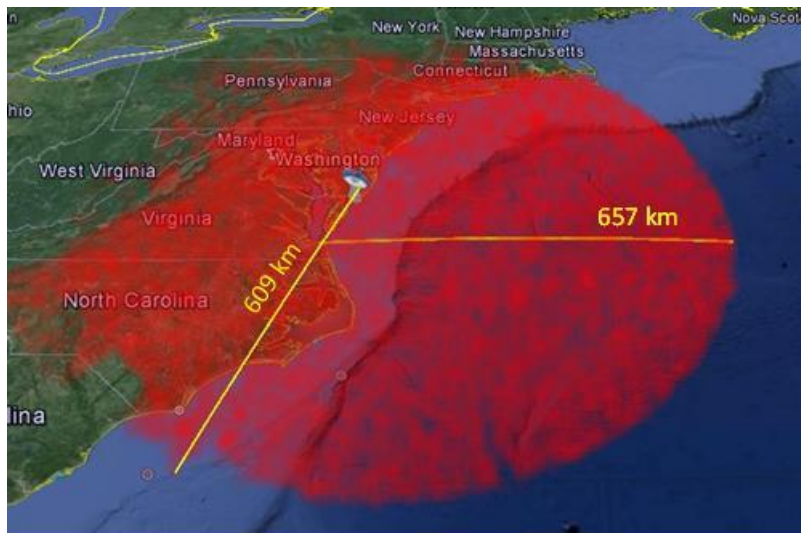 New York
New Hampshire
Nova Scot
Massachusetts
Connecticut
Pennsylvania
hio
New Jersey
Maryland
Washington
West Virginia
Virginia
657 km
609 km
North Carolina
lina